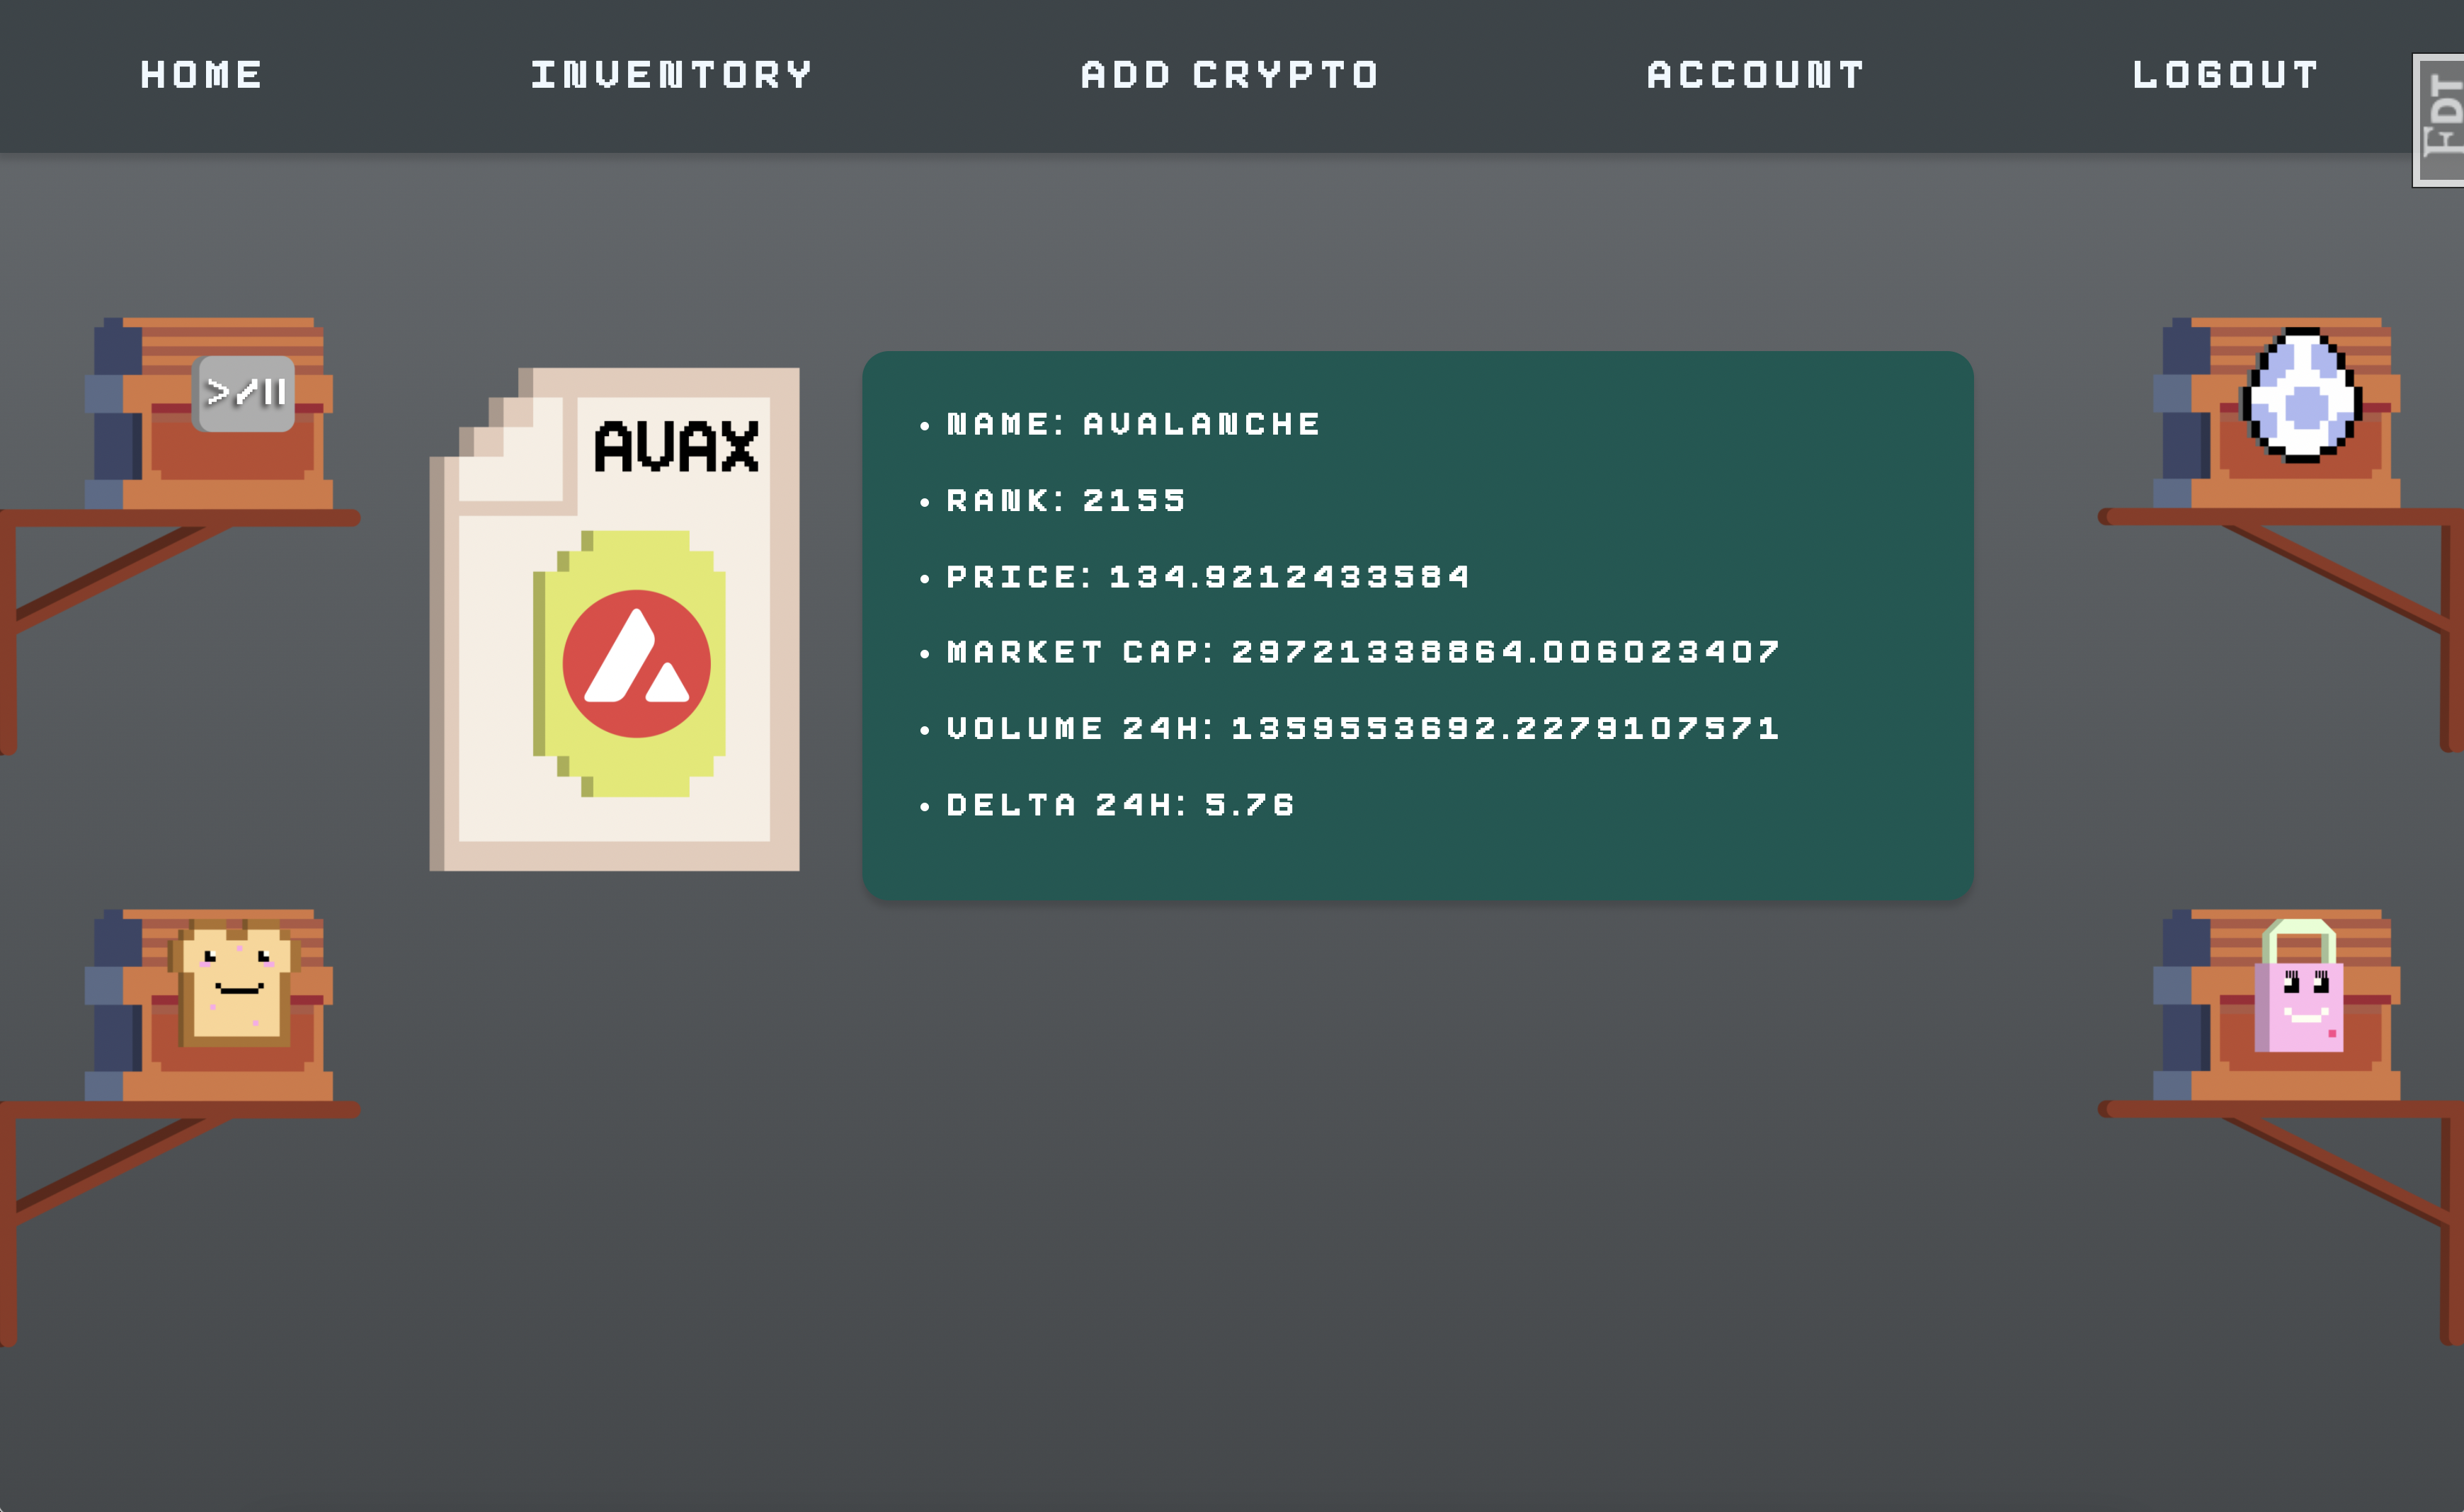 HOME INVENTORY ADD CRYPTO ACCOUNT LOGOUT
FDT
>/||
AVAX
• NAME: AVALANCHE
• RANK: 2155
• PRICE: 134.9212433584
• MARKET CAP: 29721338864.006023407
• VOLUME 24H: 1359553692.2279107571
• DELTA 24H: 5.76